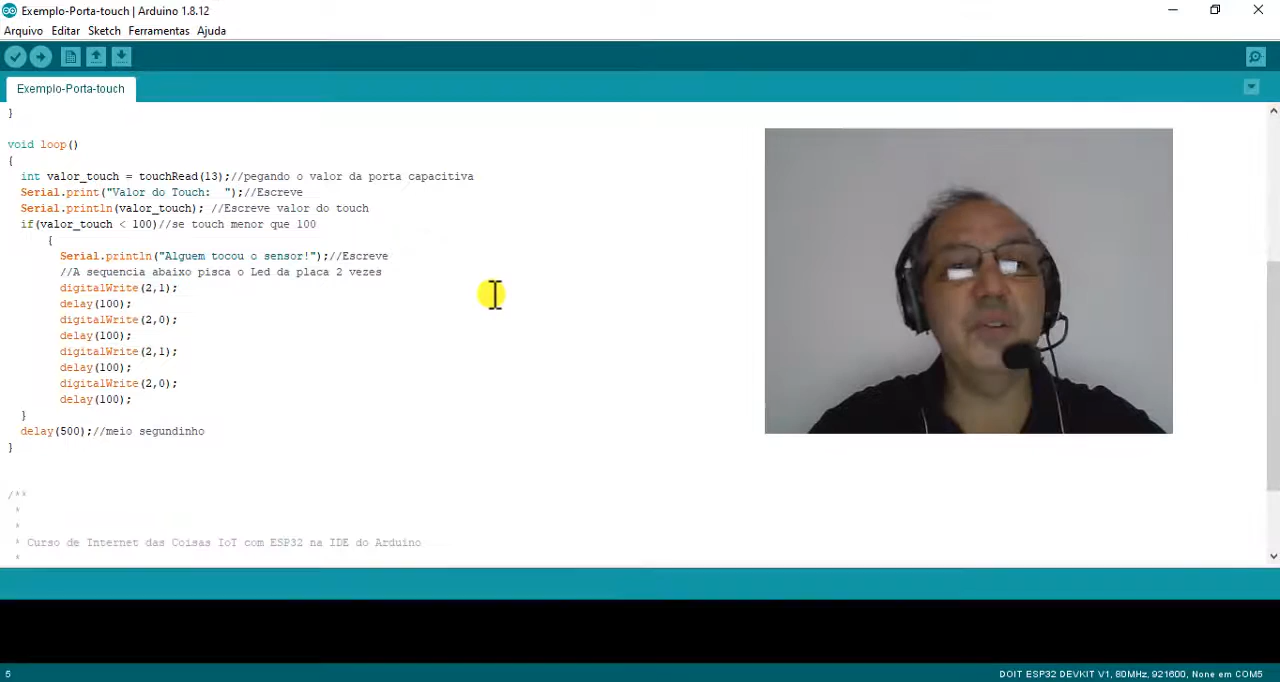 Exemplo-Porta-touch | Arduino 1.8.12
Arquivo Editar Sketch Ferramentas Ajuda
Exemplo-Porta-touch
}
void loop()
{
int valor_touch = touchRead(13);//pegando o valor da porta capacitiva
Serial.print("Valor do Touch:  ");//Escreve
Serial.println(valor_touch); //Escreve valor do touch
if(valor_touch < 100)//se touch menor que 100
{
Serial.println("Alguem tocou o sensor!");//Escreve
//A sequencia abaixo pisca o Led da placa 2 vezes
digitalWrite(2,1);
delay(100);
digitalWrite(2,0);
delay(100);
digitalWrite(2,1);
delay(100);
digitalWrite(2,0);
delay(100);
}
delay(500);//meio segundinho
}
/**
*
*
* Curso de Internet das Coisas IoT com ESP32 na IDE do Arduino
*
5 DOIT ESP32 DEVKIT V1, 80MHz, 921600, None em COM5